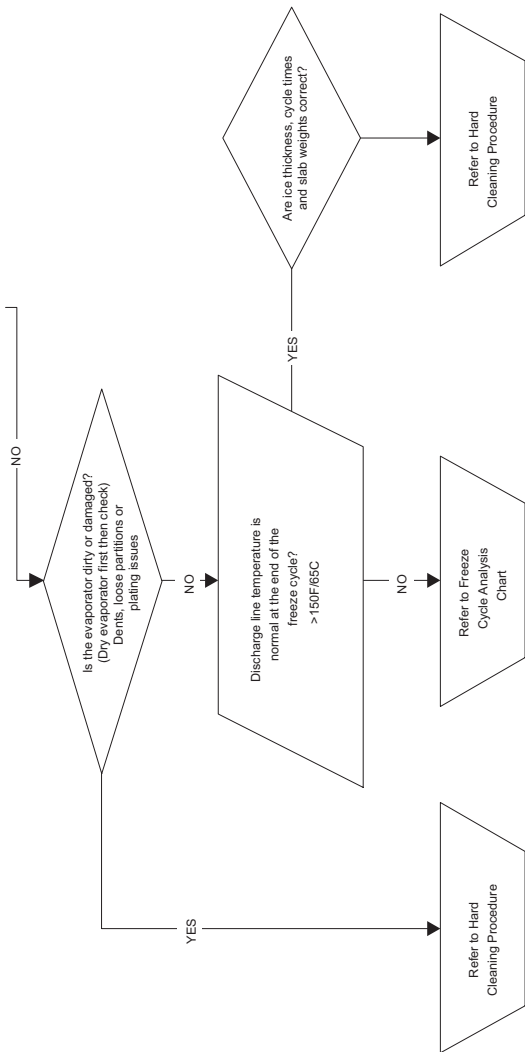 NO
Is the evaporator dirty or damaged?
(Dry evaporator first then check)
Dents, loose partitions or
plating issues
YES
NO
Discharge line temperature is
normal at the end of the
freeze cycle?
>150F/65C
YES
Are ice thickness, cycle times
and slab weights correct?
NO
Refer to Hard
Cleaning Procedure
Refer to Freeze
Cycle Analysis
Chart
Refer to Hard
Cleaning Procedure